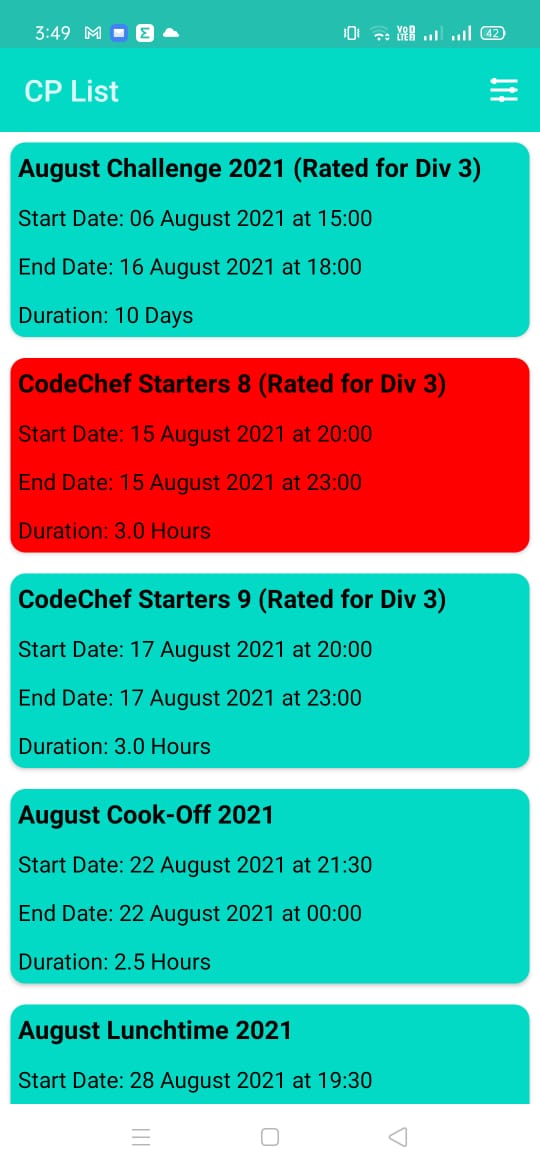 3:49
Σ
VoD
LTE2
42
CP List
August Challenge 2021 (Rated for Div 3)
Start Date: 06 August 2021 at 15:00
End Date: 16 August 2021 at 18:00
Duration: 10 Days
CodeChef Starters 8 (Rated for Div 3)
Start Date: 15 August 2021 at 20:00
End Date: 15 August 2021 at 23:00
Duration: 3.0 Hours
CodeChef Starters 9 (Rated for Div 3)
Start Date: 17 August 2021 at 20:00
End Date: 17 August 2021 at 23:00
Duration: 3.0 Hours
August Cook-Off 2021
Start Date: 22 August 2021 at 21:30
End Date: 22 August 2021 at 00:00
Duration: 2.5 Hours
August Lunchtime 2021
Start Date: 28 August 2021 at 19:30